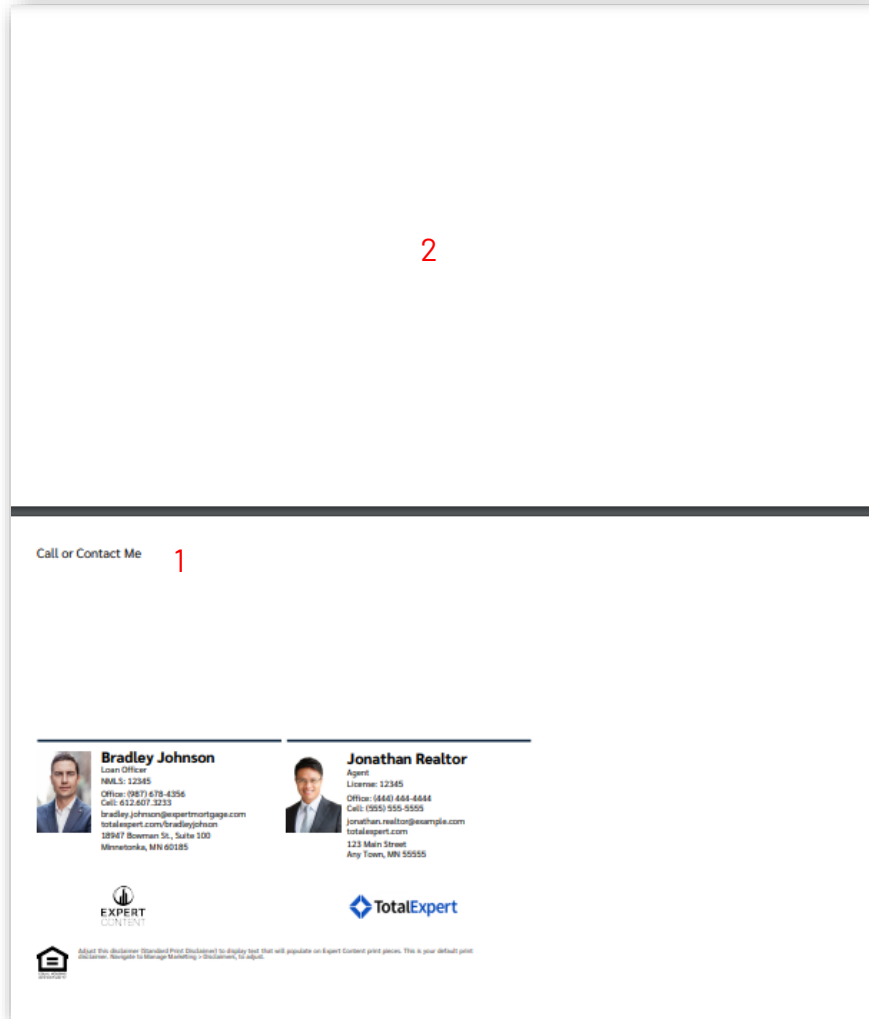 2
Call or Contact Me
1
Bradley Johnson
Loan Officer
NMLS: 12345
Office: (987) 678-4356
Cell: 612.607.3233
bradley.johnson@expertmortgage.com
totalexpert.com/bradleyjohson
18947 Bowman St., Suite 100
Minnetonka, MN 60185
EXPERT
CONTENT
Jonathan Realtor
Agent
License: 12345
Office: (444) 444-4444
Cell: (555) 555-5555
jonathan.realtor@example.com
totalexpert.com
123 Main Street
Any Town, MN 55555
TotalExpert
Adjust this disclaimer (Standard Print Disclaimer) to display text that will populate on Expert Content print pieces. This is your default print
disclaimer. Navigate to Manage Marketing > Disclaimers, to adjust.